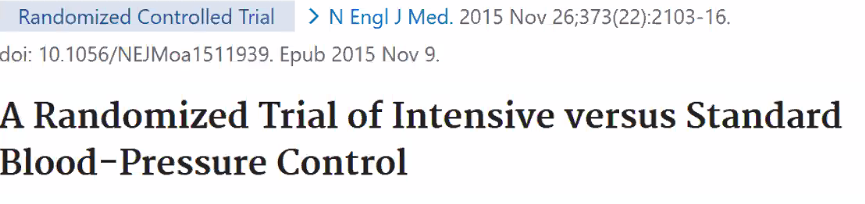 Randomized Controlled Trial > N Engl J Med. 2015 Nov 26;373(22):2103-16.
doi: 10.1056/NEJMoa1511939. Epub 2015 Nov 9.
A Randomized Trial of Intensive versus Standard
Blood-Pressure Control